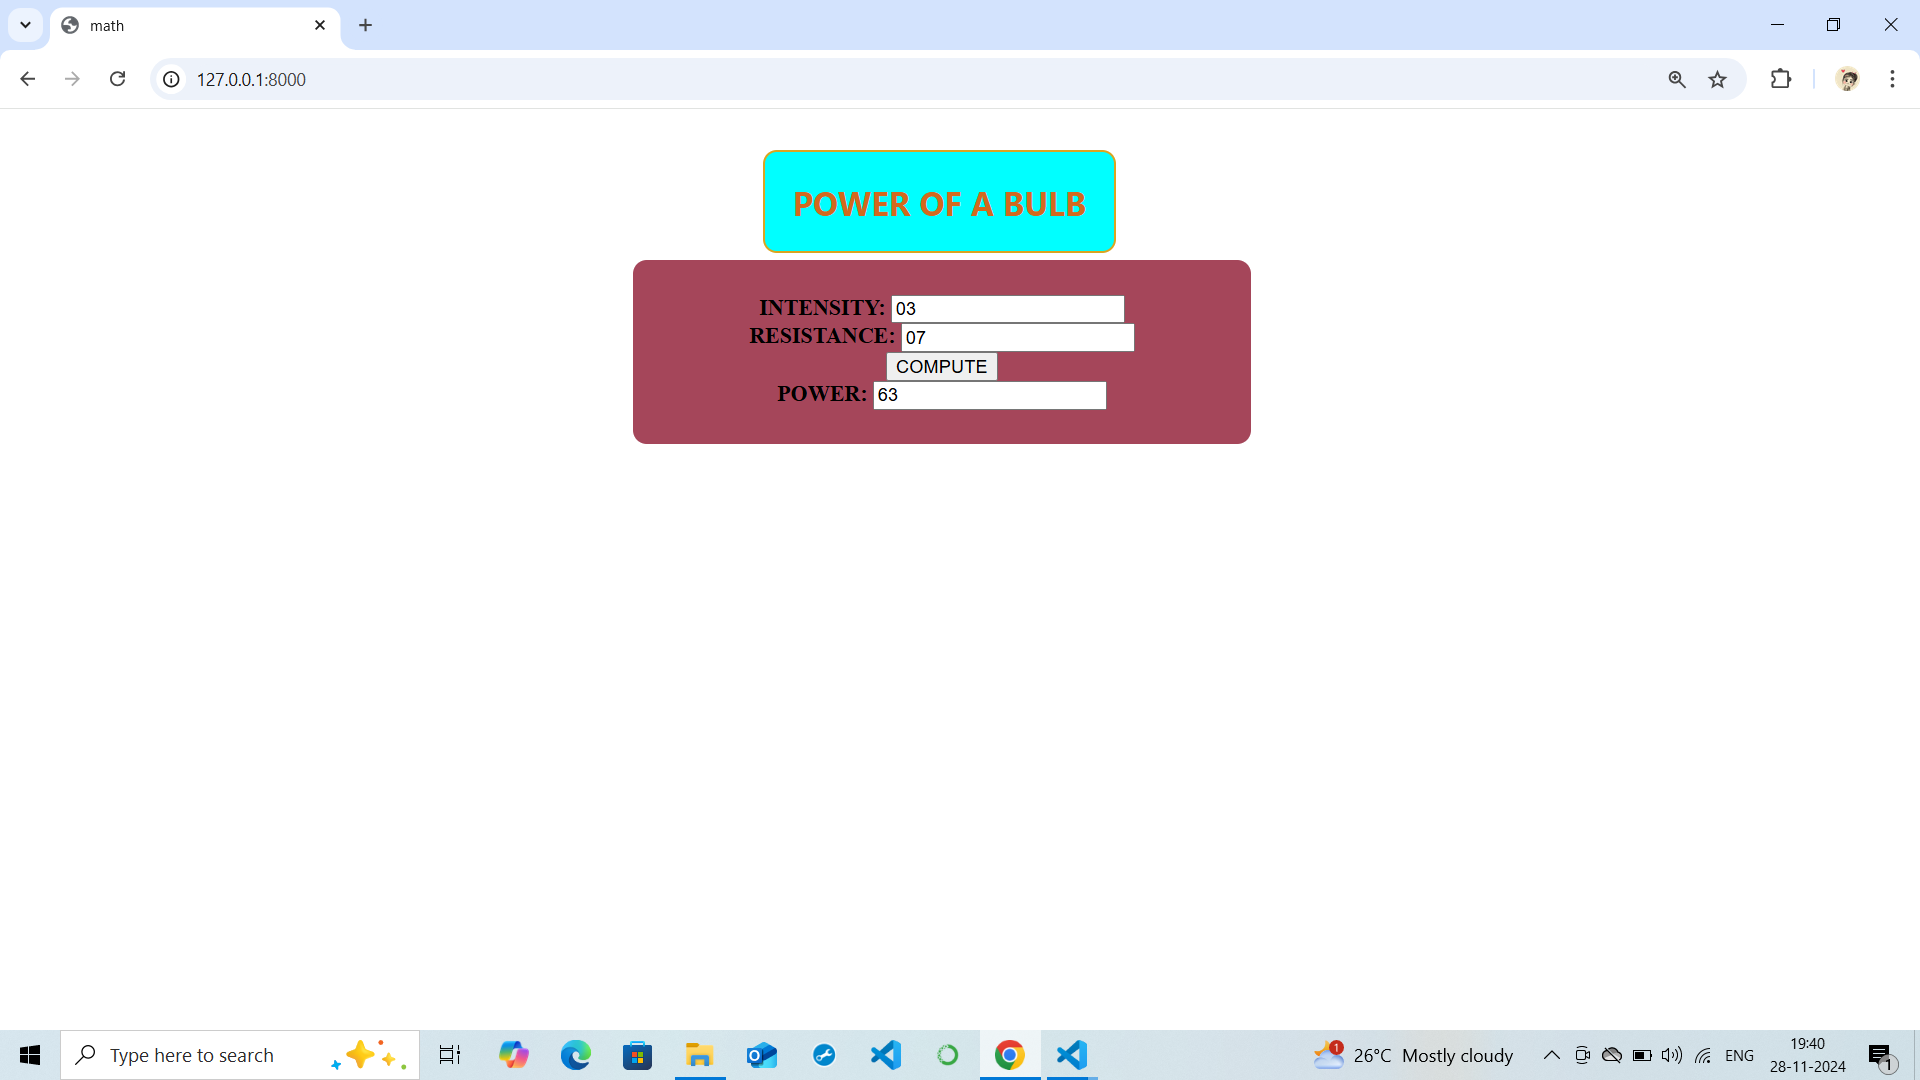 math
127.0.0.1:8000
POWER OF A BULB
INTENSITY: 03
RESISTANCE: 07
COMPUTE
POWER: 63
Type here to search
1
26°C Mostly cloudy
ENG
19:40
28-11-2024
1